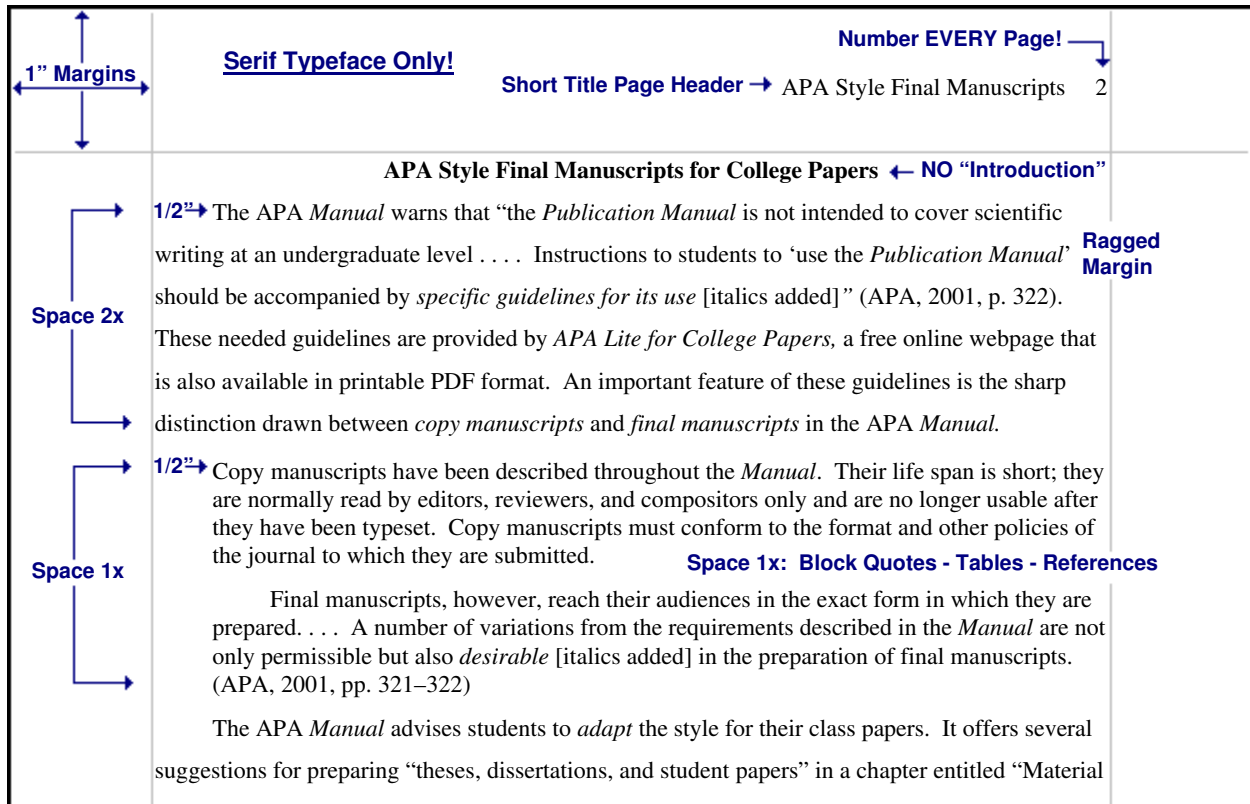 Number EVERY Page!
Serif Typeface Only!
1” Margins
Short Title Page Header APA Style Final Manuscripts 2
APA Style Final Manuscripts for College Papers NO “Introduction”
1/2” The APA Manual warns that “the Publication Manual is not intended to cover scientific
writing at an undergraduate level . . . . Instructions to students to ‘use the Publication Manual’
Ragged
Margin
should be accompanied by specific guidelines for its use [italics added]” (APA, 2001, p. 322).
Space 2x
These needed guidelines are provided by APA Lite for College Papers, a free online webpage that
is also available in printable PDF format. An important feature of these guidelines is the sharp
distinction drawn between copy manuscripts and final manuscripts in the APA Manual.
1/2” Copy manuscripts have been described throughout the Manual. Their life span is short; they
are normally read by editors, reviewers, and compositors only and are no longer usable after
they have been typeset. Copy manuscripts must conform to the format and other policies of
the journal to which they are submitted.
Space 1x: Block Quotes - Tables - References
Space 1x
Final manuscripts, however, reach their audiences in the exact form in which they are
prepared. . . . A number of variations from the requirements described in the Manual are not
only permissible but also desirable [italics added] in the preparation of final manuscripts.
(APA, 2001, pp. 321–322)
The APA Manual advises students to adapt the style for their class papers. It offers several
suggestions for preparing “theses, dissertations, and student papers” in a chapter entitled “Material